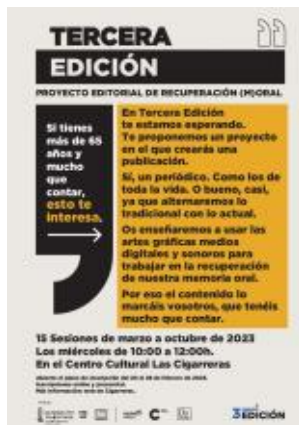 TERCERA
EDICIÓN
PROYECTO EDITORIAL DE RECUPERACIÓN (M)ORAL
Si tienes
más de 65
años y
mucho
que
contar,
esto te
interesa.
En Tercera Edición
te estamos esperando.
Te proponemos un proyecto
en el que crearás una
publicación.
Sí, un periódico. Como los de
toda la vida. O bueno, casi,
ya que alternaremos lo
tradicional con lo actual.
Os enseñaremos a usar las
artes gráficas medios
digitales y sonoros para
trabajar en la recuperación
de nuestra memoria oral.
Por eso el contenido lo
marcáis vosotros, que tenéis
mucho que contar.
15 Sesiones de marzo a octubre de 2023
Los miércoles de 10:00 a 12:00h.
En el Centro Cultural Las Cigarreras
3EDICIÓN